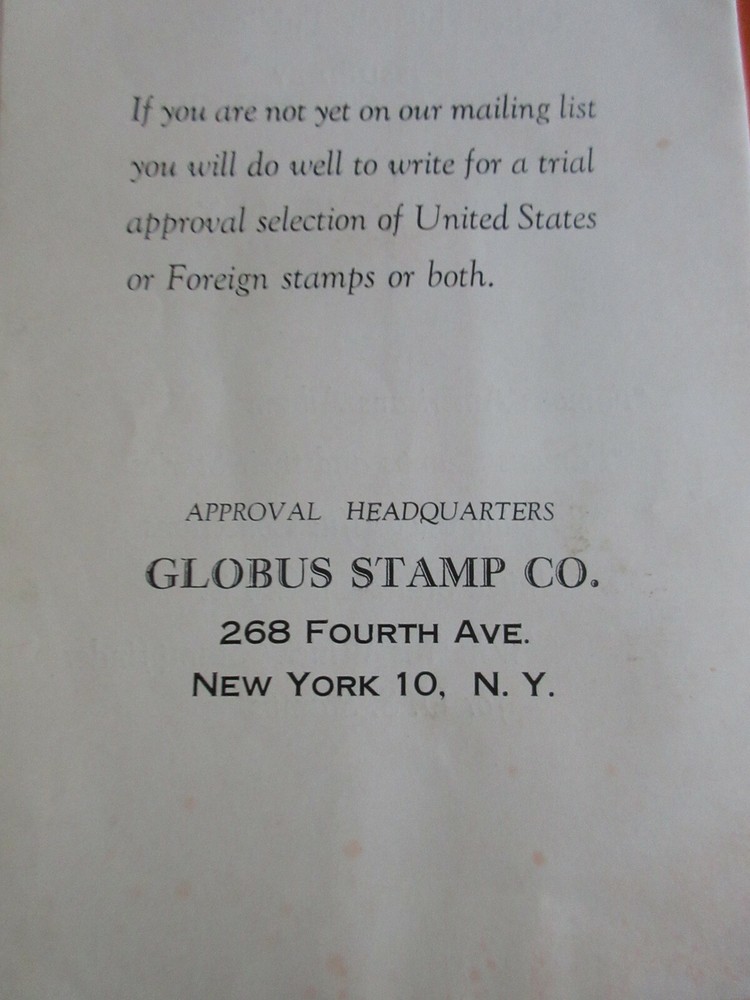 If you are not yet on our mailing list
you will do well to write for a trial
approval selection of United States
or Foreign stamps or both.
APPROVAL HEADQUARTERS
GLOBUS STAMP CO.
268 FOURTH AVE.
NEW YORK 10, N. Y.